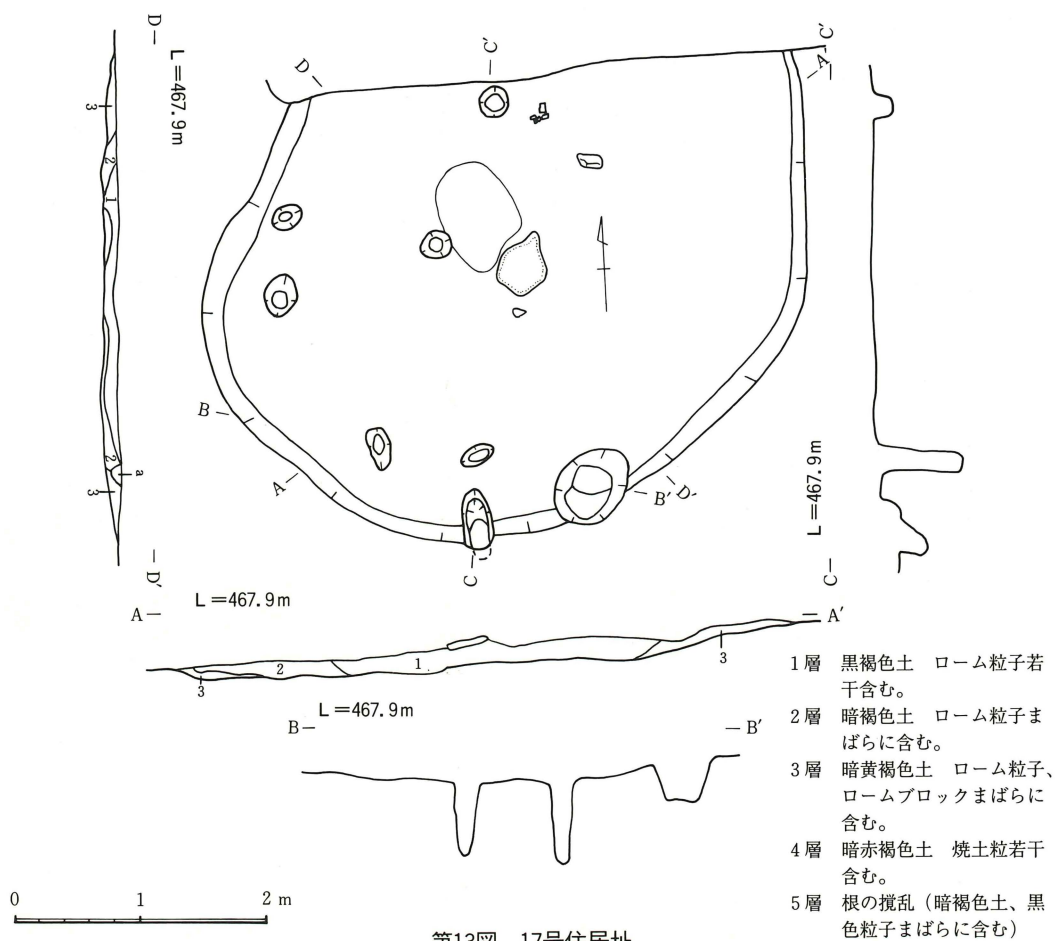 D
L=467.9m
3
2
1
2
a
3
D'
D
C'
C'
A'
B
A
B'
D'
C
L=467.9m
C
A
L=467.9m
A'
3
2
1
3
B
L=467.9m
B'
1層 黒褐色土 ローム粒子若
干含む。
2層 暗褐色土 ローム粒子ま
ばらに含む。
3層 暗黄褐色土 ローム粒子、
ロームブロックまばらに
含む。
4層 暗赤褐色土 焼土粒若干
含む。
5層 根の撹乱(暗褐色土、黒
色粒子まばらに含む)
0 1 2 m
第13図 17号住居址